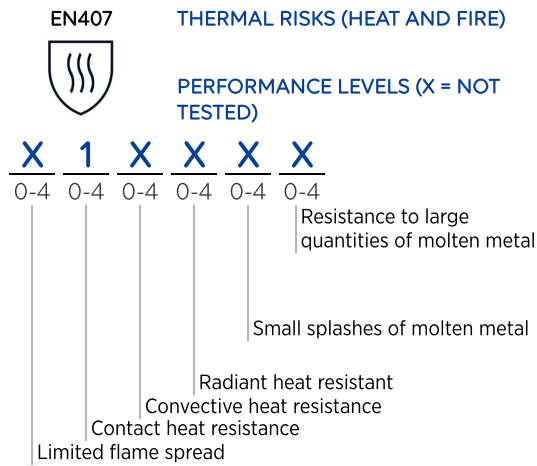 EN407
THERMAL RISKS (HEAT AND FIRE)
PERFORMANCE LEVELS (X = NOT
TESTED)
X 1 X X X X
0-4 0-4 0-4 0-4 0-4 0-4
Resistance to large
quantities of molten metal
Small splashes of molten metal
Radiant heat resistant
Convective heat resistance
Contact heat resistance
Limited flame spread